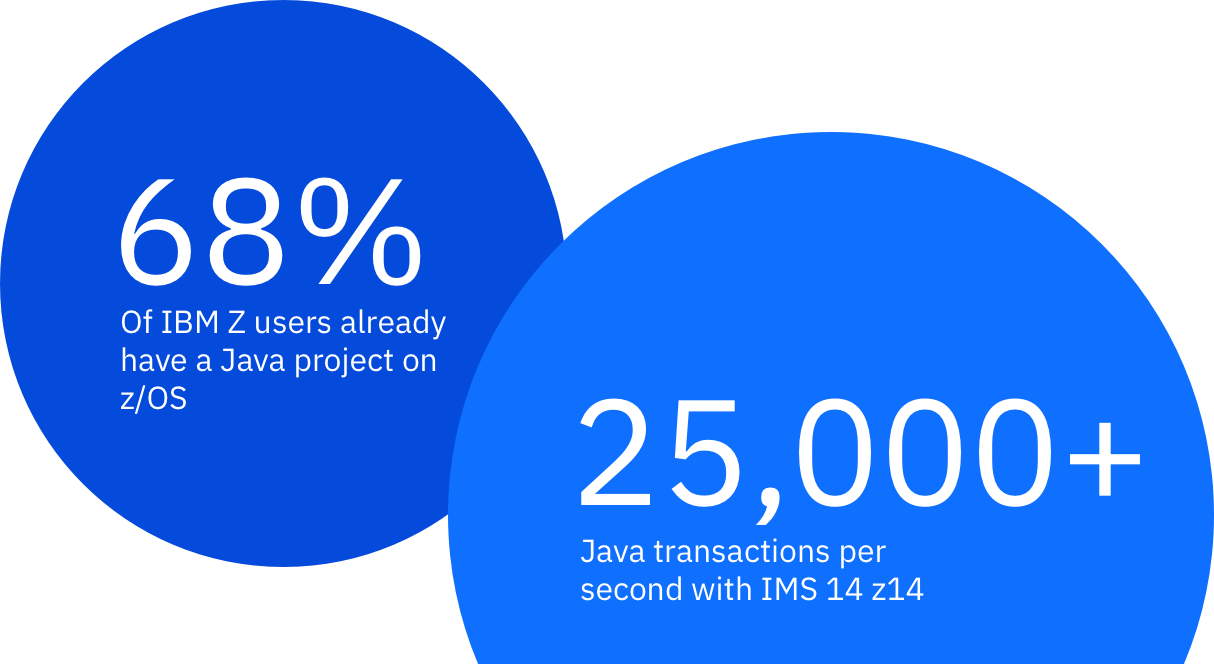 68%
Of IBM Z users already
have a Java project on
z/OS
25,000+
Java transactions per
second with IMS 14 z14